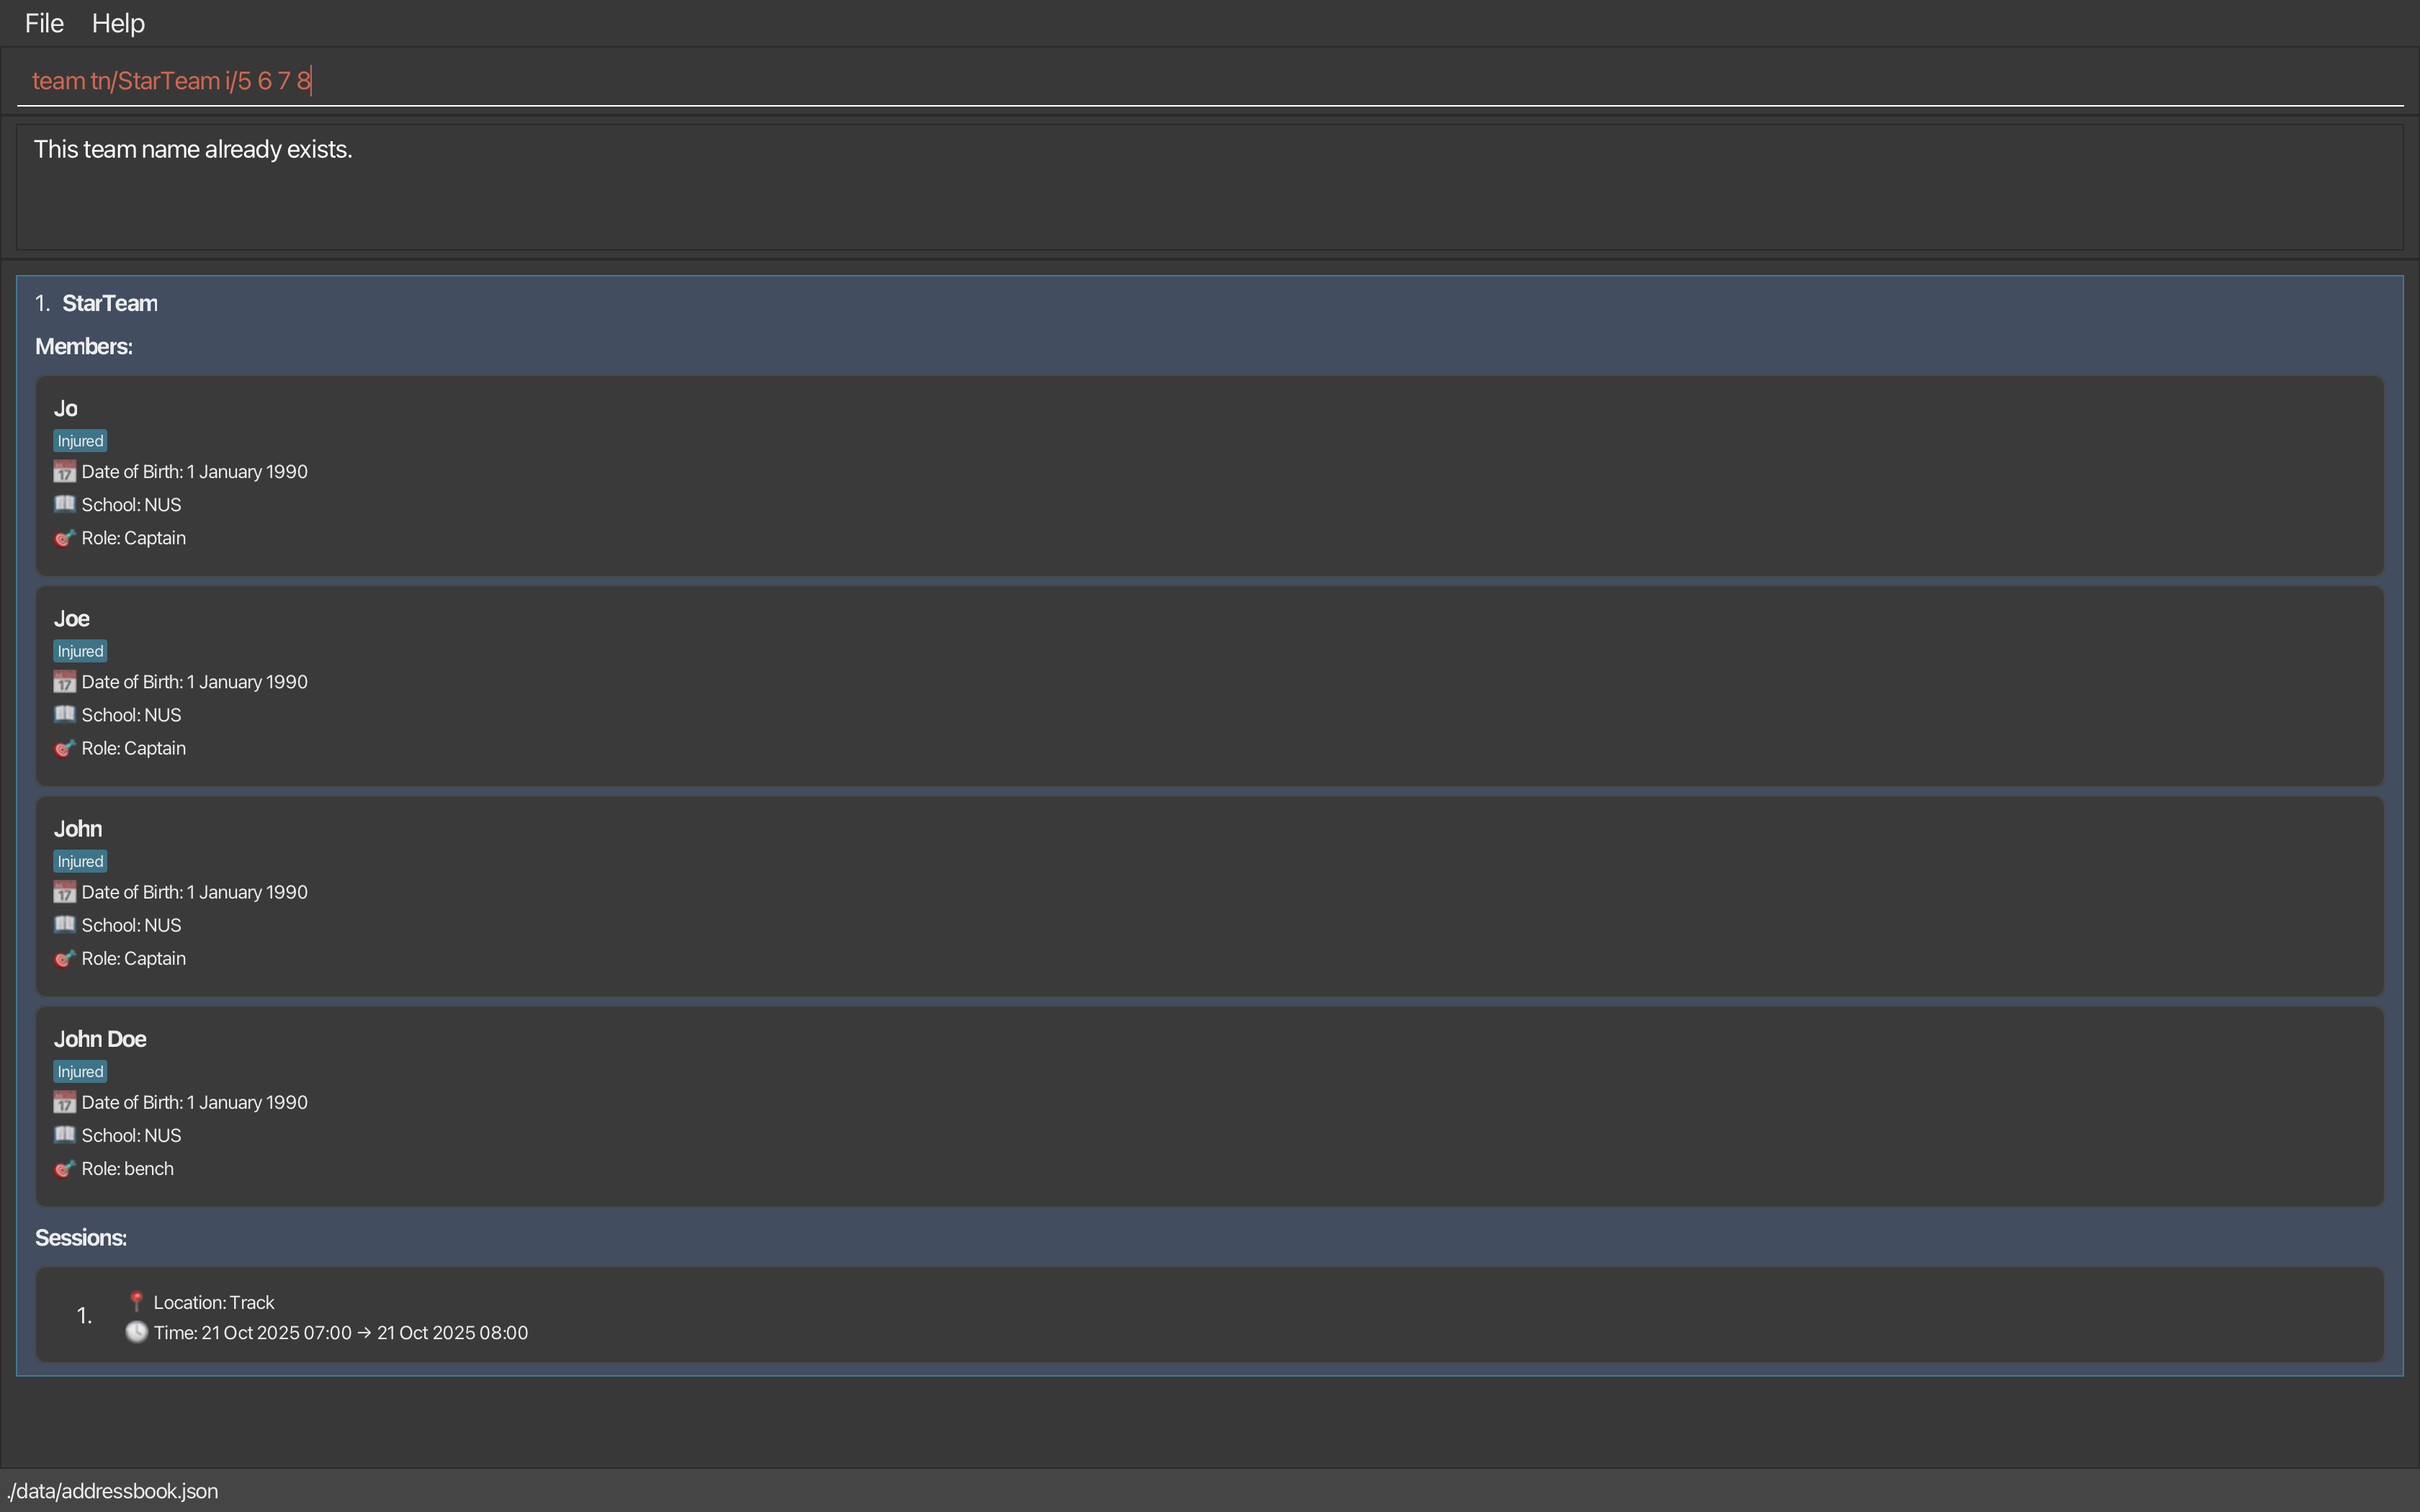 File Help
team tn/StarTeam i/5 6 7 8
This team name already exists.
1. StarTeam
Members:
Jo
Injured
17 Date of Birth: 1 January 1990
School: NUS
Role: Captain
Joe
Injured
17 Date of Birth: 1 January 1990
School: NUS
Role: Captain
John
Injured
17 Date of Birth: 1 January 1990
School: NUS
Role: Captain
John Doe
Injured
17 Date of Birth: 1 January 1990
School: NUS
Role: bench
Sessions:
1.
Location: Track
Time: 21 Oct 2025 07:00 → 21 Oct 2025 08:00
./data/addressbook.json